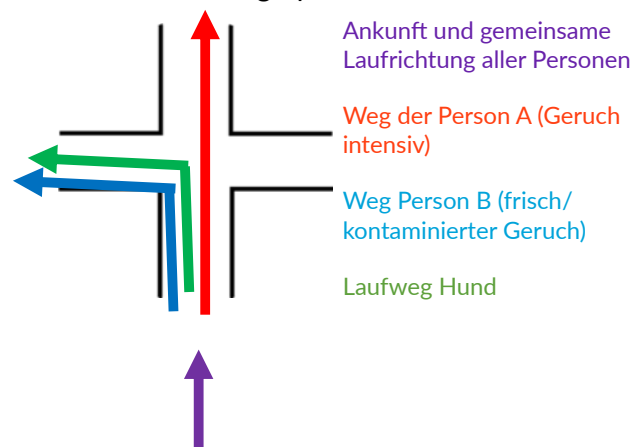 Ankunft und gemeinsame
Laufrichtung aller Personen
Weg der Person A (Geruch
intensiv)
Weg Person B (frisch/
kontaminierter Geruch)
Laufweg Hund